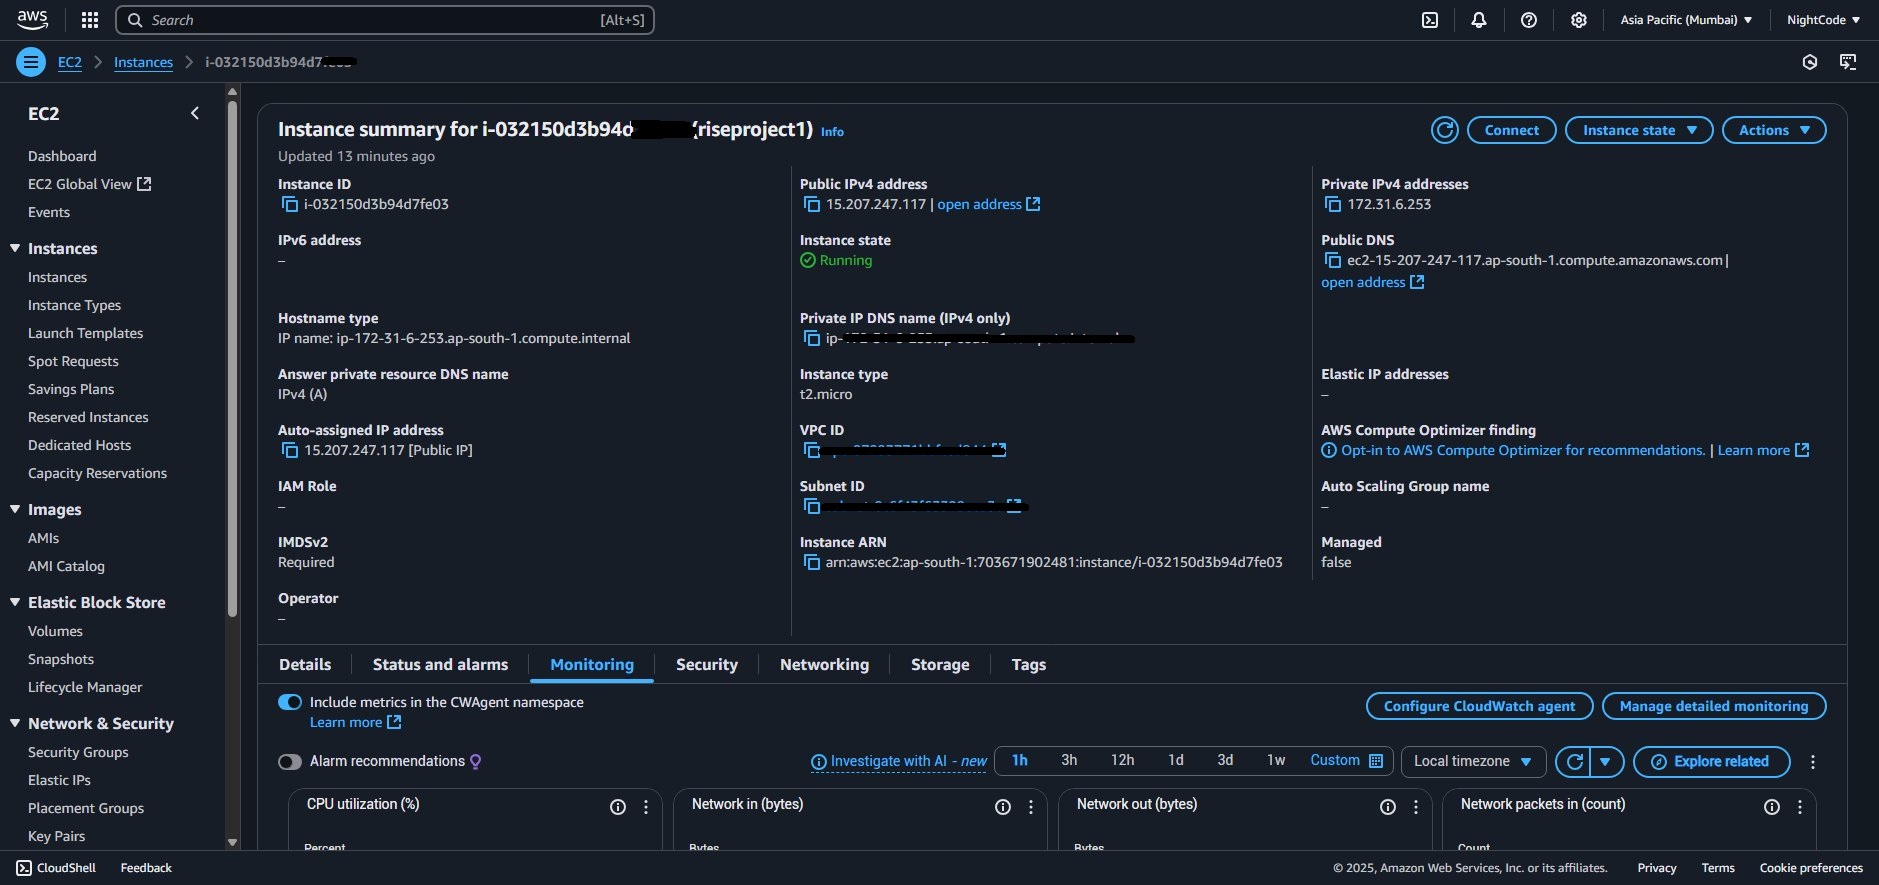 aws
Search [Alt+S]
Asia Pacific (Mumbai)
NightCode
EC2
Instances
i-032150d3b94d7
EC2
Dashboard
EC2 Global View
Events
Instances
Instances
Instance Types
Launch Templates
Spot Requests
Savings Plans
Reserved Instances
Dedicated Hosts
Capacity Reservations
Images
AMIs
AMI Catalog
Elastic Block Store
Volumes
Snapshots
Lifecycle Manager
Network & Security
Security Groups
Elastic IPs
Placement Groups
Key Pairs
Instance summary for i-032150d3b94d (riseproject1) Info
Updated 13 minutes ago
Connect
Instance state
Actions
Instance ID
i-032150d3b94d7fe03
Public IPv4 address
15.207.247.117 | open address
Private IPv4 addresses
172.31.6.253
IPv6 address
–
Instance state
Running
Public DNS
ec2-15-207-247-117.ap-south-1.compute.amazonaws.com |
open address
Hostname type
IP name: ip-172-31-6-253.ap-south-1.compute.internal
Private IP DNS name (IPv4 only)
ip-
Answer private resource DNS name
IPv4 (A)
Instance type
t2.micro
Elastic IP addresses
–
Auto-assigned IP address
15.207.247.117 [Public IP]
VPC ID
AWS Compute Optimizer finding
Opt-in to AWS Compute Optimizer for recommendations. | Learn more
IAM Role
–
Subnet ID
Auto Scaling Group name
–
IMDSv2
Required
Instance ARN
arn:aws:ec2:ap-south-1:703671902481:instance/i-032150d3b94d7fe03
Managed
false
Operator
–
Details
Status and alarms
Monitoring
Security
Networking
Storage
Tags
Include metrics in the CWAgent namespace
Learn more
Configure CloudWatch agent
Manage detailed monitoring
Alarm recommendations
Investigate with AI - new
1h
3h
12h
1d
3d
1w
Custom
Local timezone
Explore related
CPU utilization (%)
Percent
Network in (bytes)
Bytes
Network out (bytes)
Bytes
Network packets in (count)
Count
CloudShell
Feedback
© 2025, Amazon Web Services, Inc. or its affiliates.
Privacy
Terms
Cookie preferences